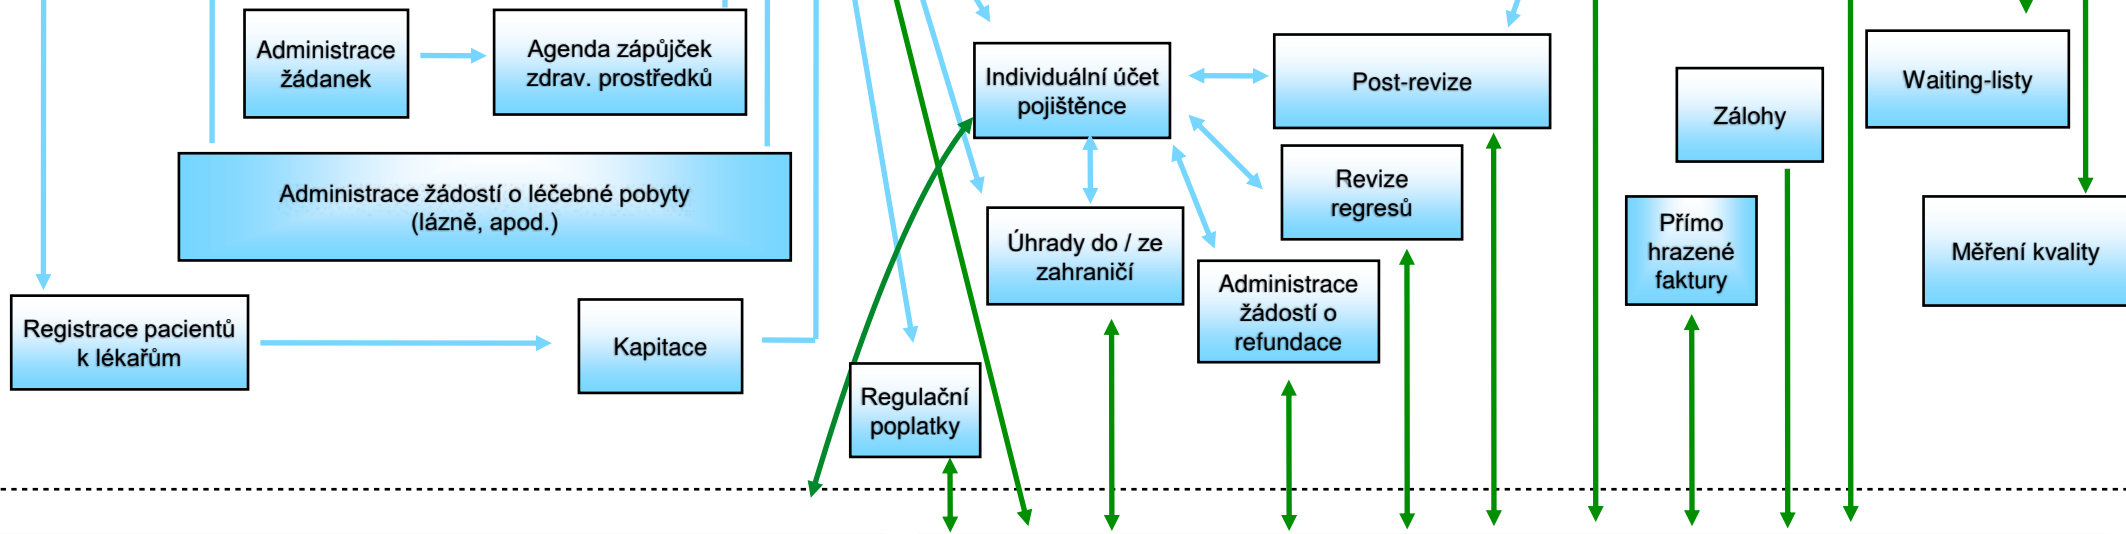 Administrace
žádanek
Agenda zápůjček
zdrav. prostředků
Individuální účet
pojištěnce
Post-revize
Zálohy
Waiting-listy
Administrace žádostí o léčebné pobyty
(lázně, apod.)
Revize
regresů
Úhrady do / ze
zahraničí
Přímo
hrazené
faktury
Měření kvality
Administrace
žádostí o
refundace
Registrace pacientů
k lékařům
Kapitace
Regulační
poplatky